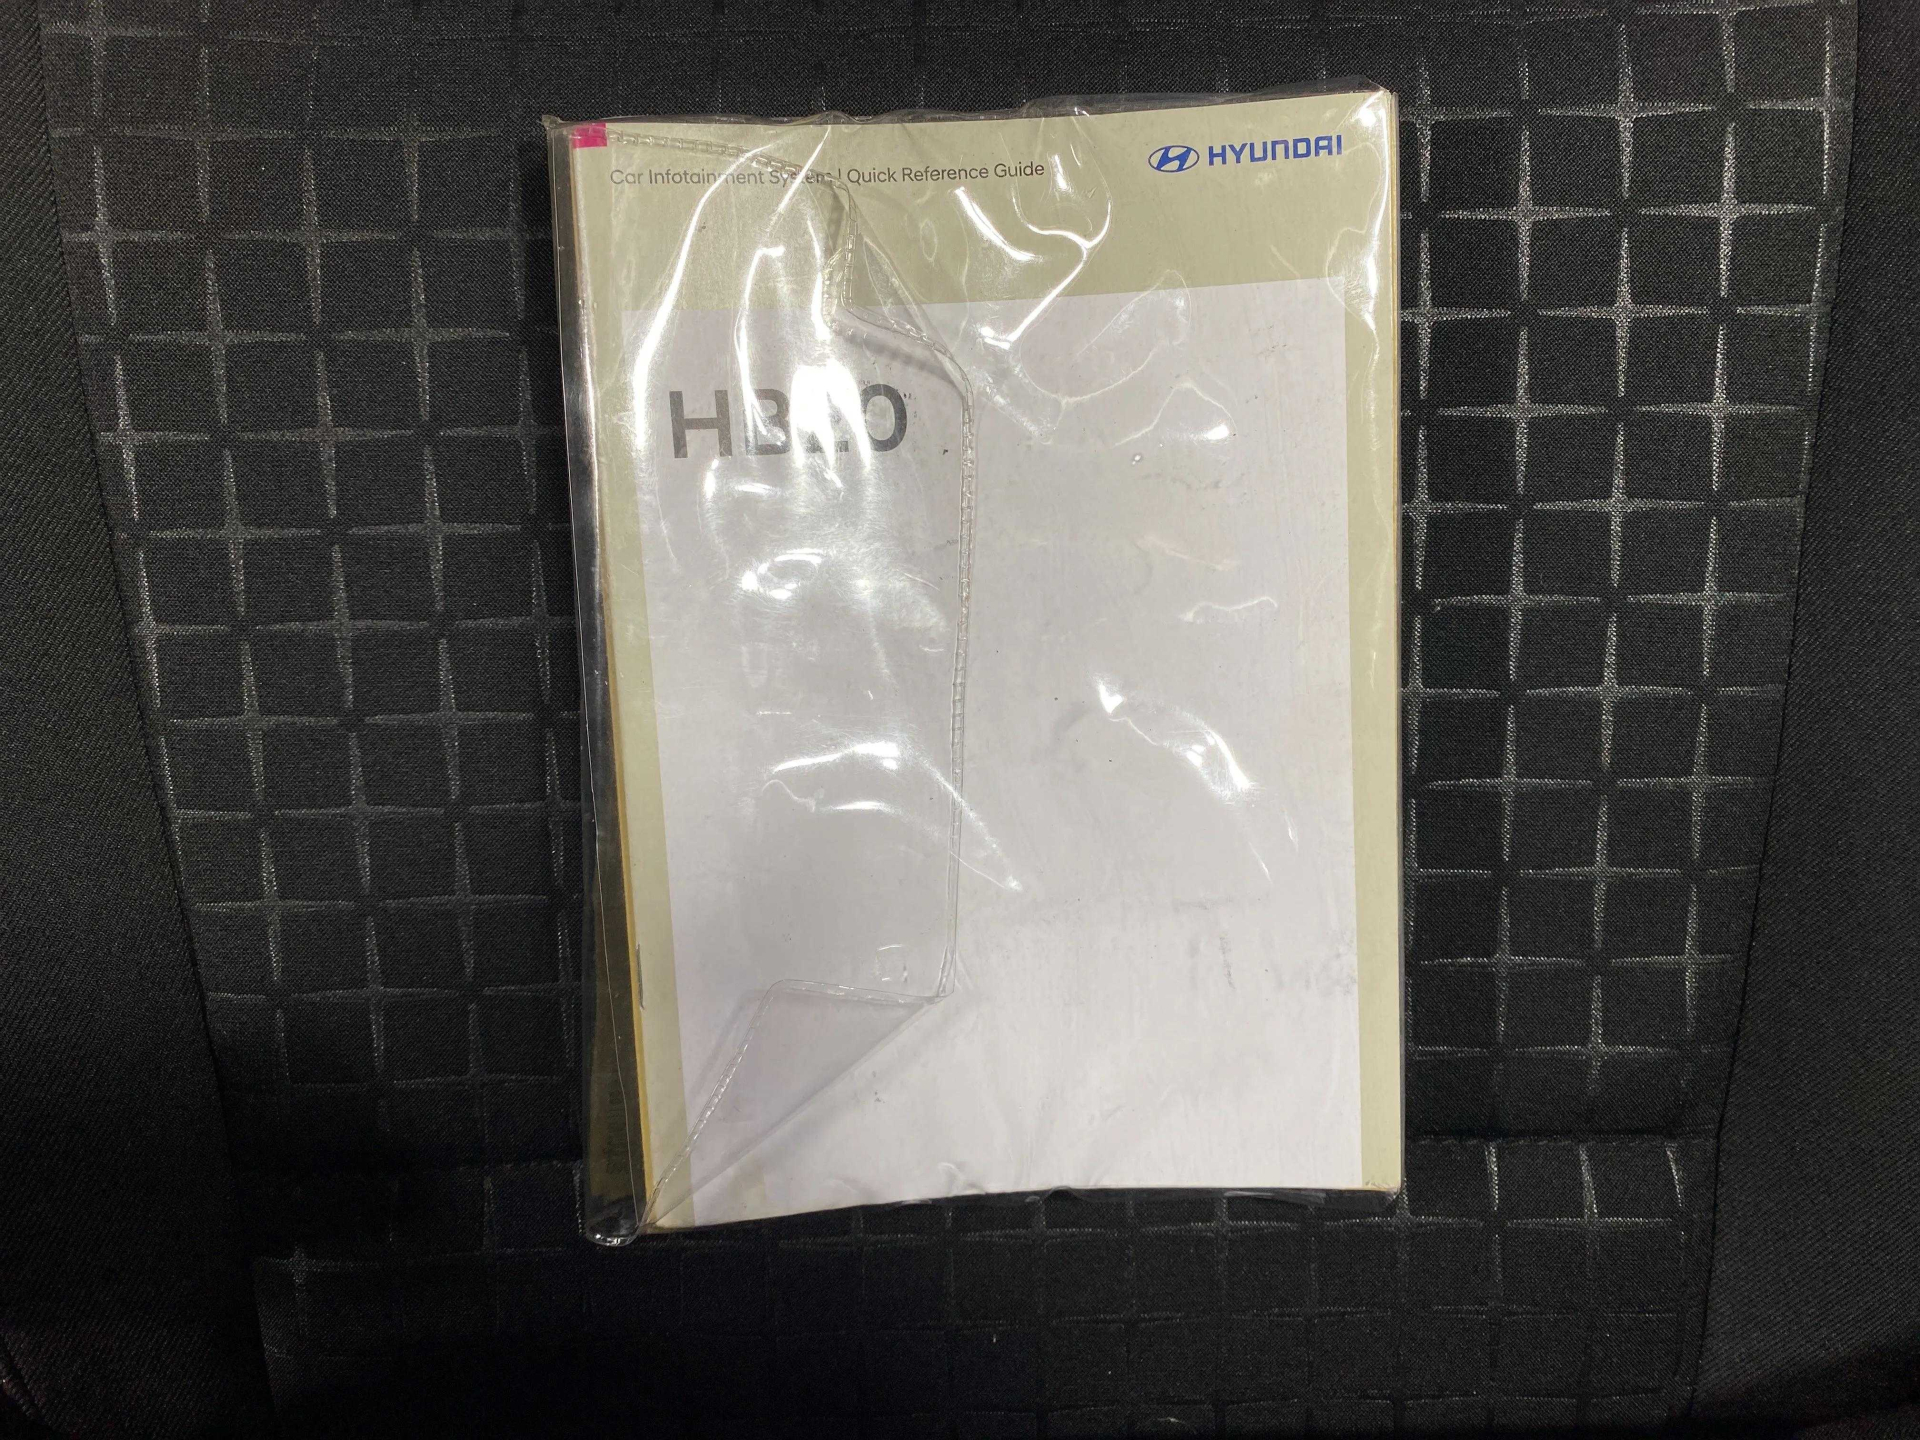 Car Infotainment System | Quick Reference Guide
HYUNDAI
HB20